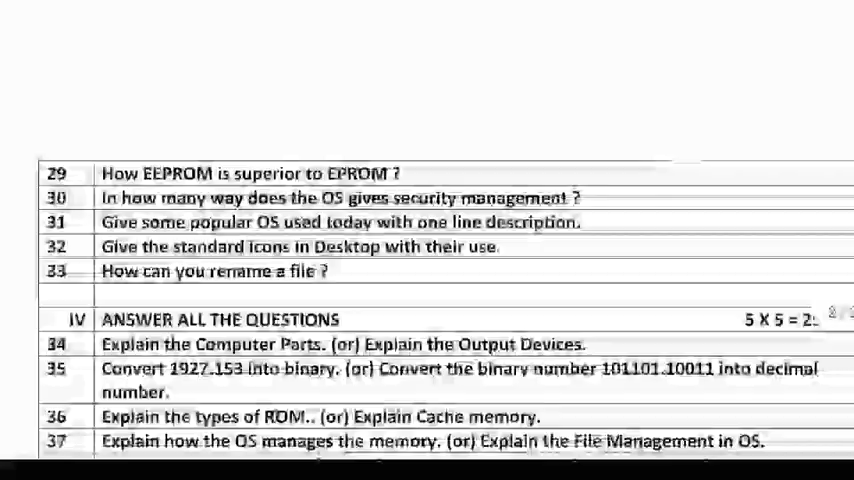 29 How EEPROM is superior to EPROM ?
30 In how many way does the OS gives security management ?
31 Give some popular OS used today with one line description.
32 Give the standard icons in Desktop with their use.
33 How can you rename a file ?
IV ANSWER ALL THE QUESTIONS 5 X 5 =
34 Explain the Computer Parts. (or) Explain the Output Devices.
35 Convert 1927.153 into binary. (or) Convert the binary number 101101.10011 into decimal
number.
36 Explain the types of ROM.. (or) Explain Cache memory.
37 Explain how the OS manages the memory. (or) Explain the File Management in OS.